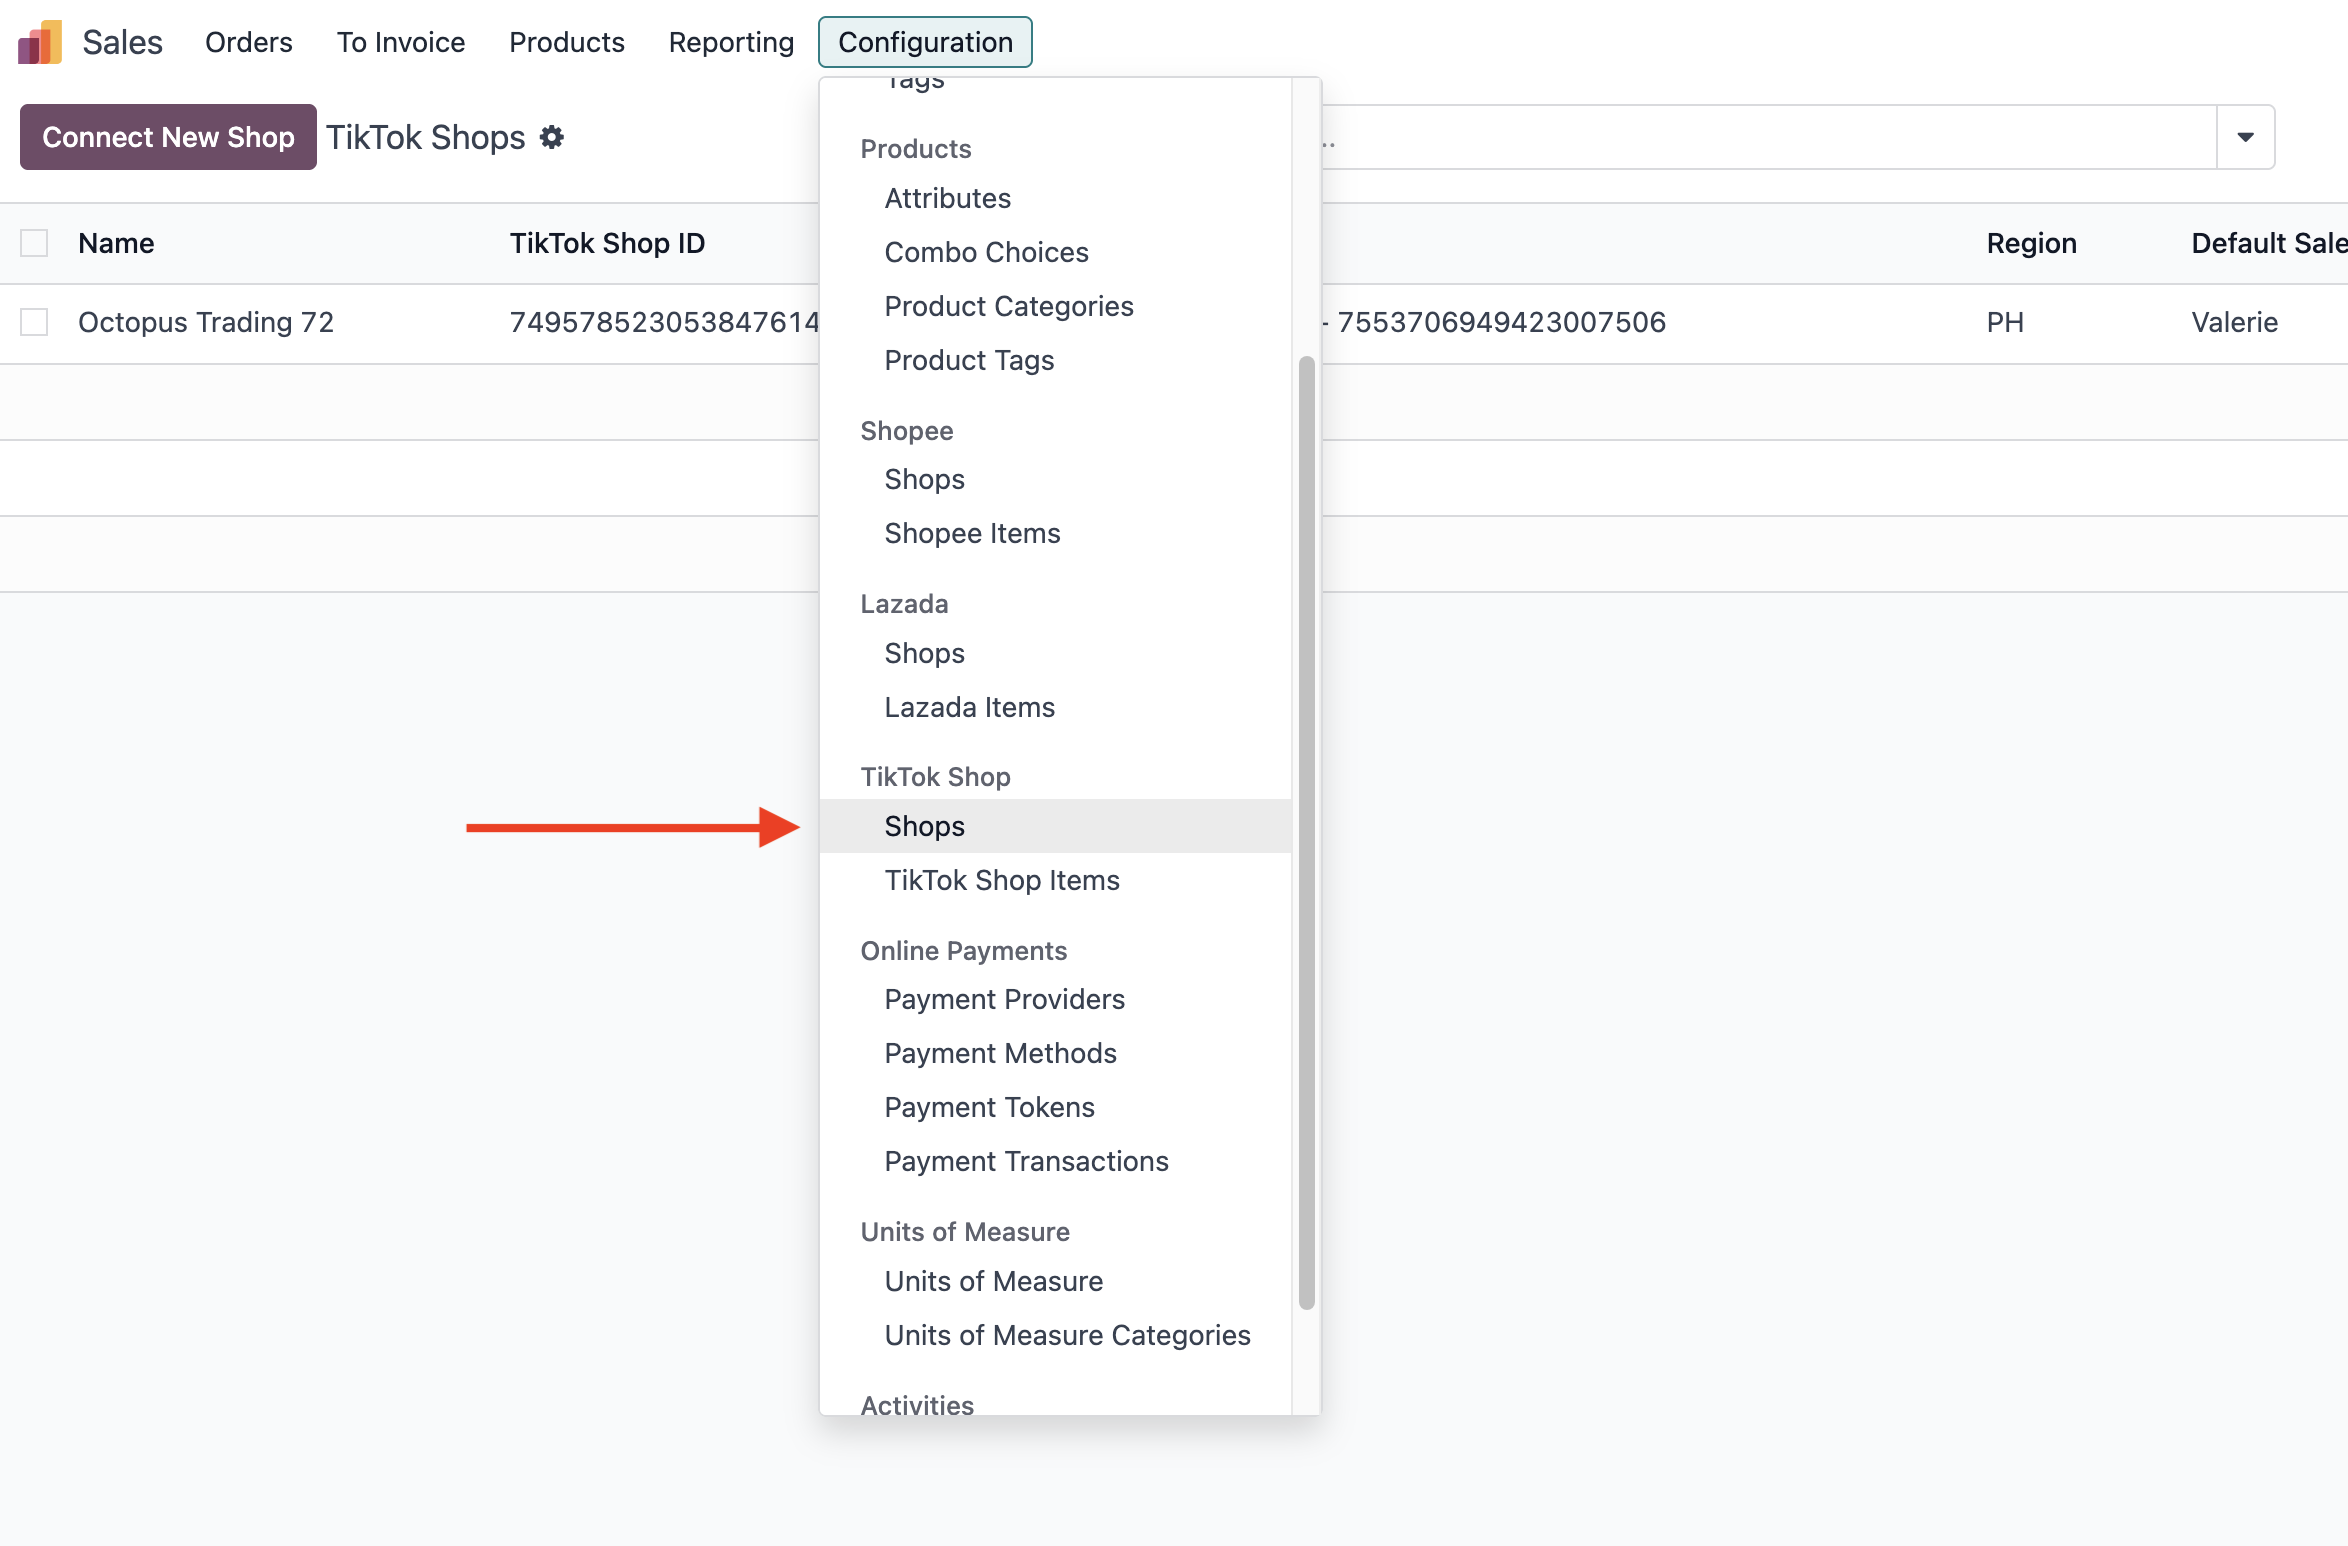 Sales Orders To Invoice Products Reporting Configuration
Connect New Shop TikTok Shops
Tags
Products
Attributes
Combo Choices
Product Categories
Product Tags
Shopee
Shops
Shopee Items
Lazada
Shops
Lazada Items
TikTok Shop
Shops
TikTok Shop Items
Online Payments
Payment Providers
Payment Methods
Payment Tokens
Payment Transactions
Units of Measure
Units of Measure
Units of Measure Categories
Activities
Name TikTok Shop ID Region Default Sale
Octopus Trading 72 749578523053847614 - 7553706949423007506 PH Valerie